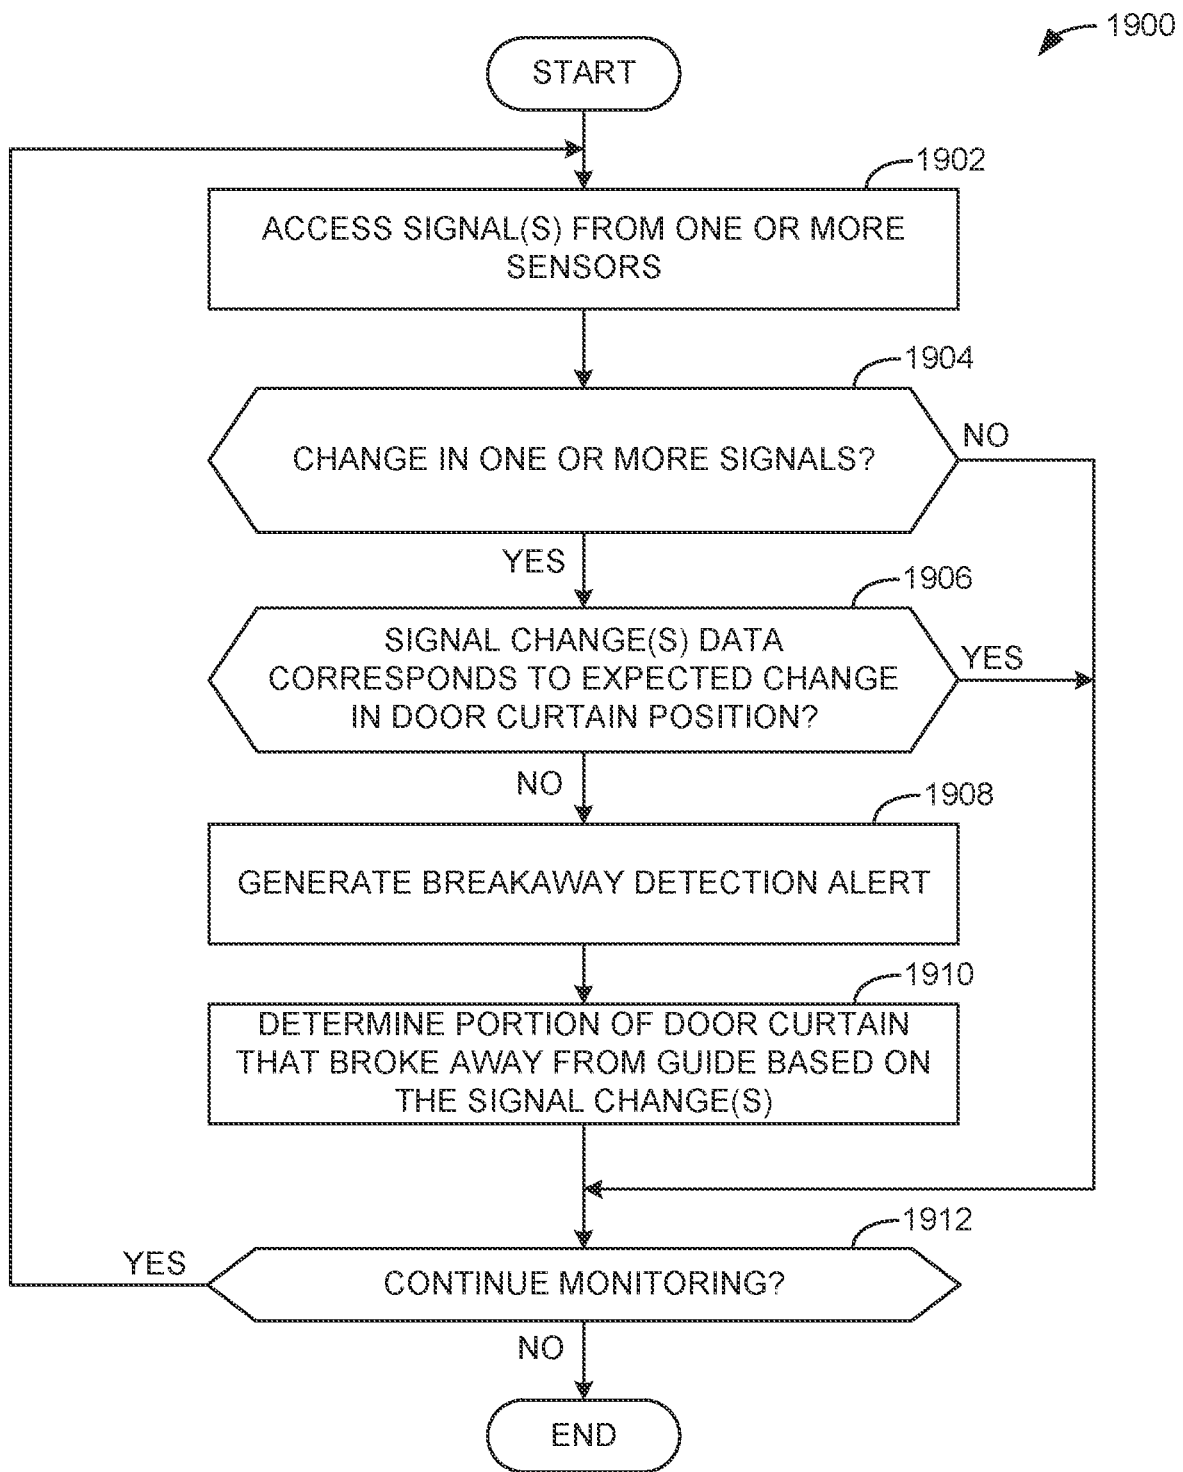 1900
START
1902
ACCESS SIGNAL(S) FROM ONE OR MORE
SENSORS
1904
CHANGE IN ONE OR MORE SIGNALS?
NO
YES
1906
SIGNAL CHANGE(S) DATA
CORRESPONDS TO EXPECTED CHANGE
IN DOOR CURTAIN POSITION?
YES
NO
1908
GENERATE BREAKAWAY DETECTION ALERT
1910
DETERMINE PORTION OF DOOR CURTAIN
THAT BROKE AWAY FROM GUIDE BASED ON
THE SIGNAL CHANGE(S)
1912
YES
CONTINUE MONITORING?
NO
END